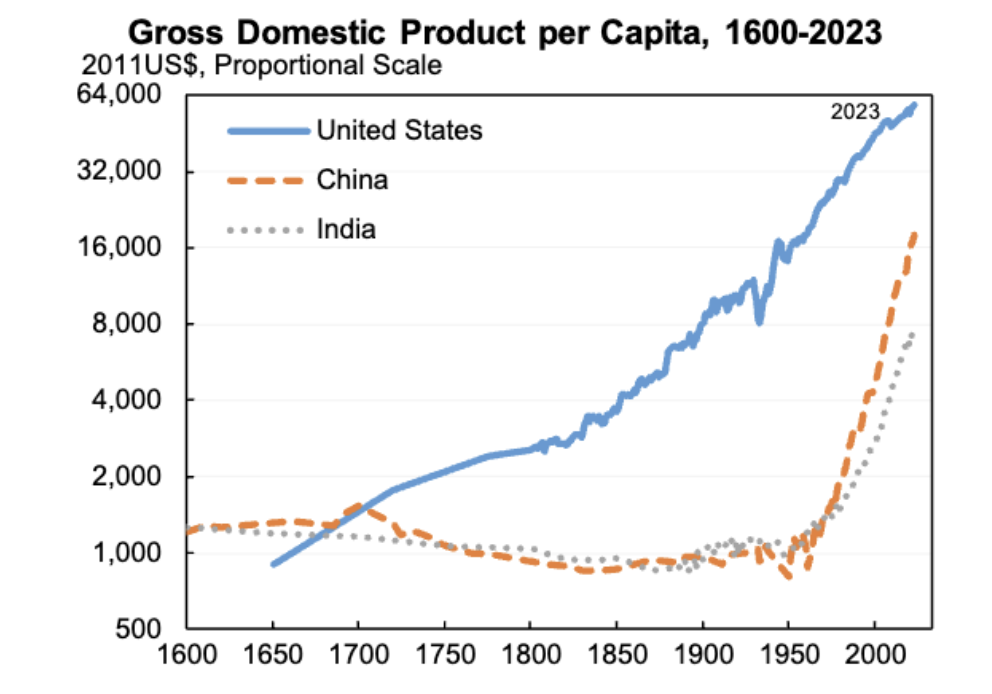 Gross Domestic Product per Capita, 1600-2023
2011US$, Proportional Scale
64,000
32,000
16,000
8,000
4,000
2,000
1,000
500
United States
China
India
2023
1600 1650 1700 1750 1800 1850 1900 1950 2000